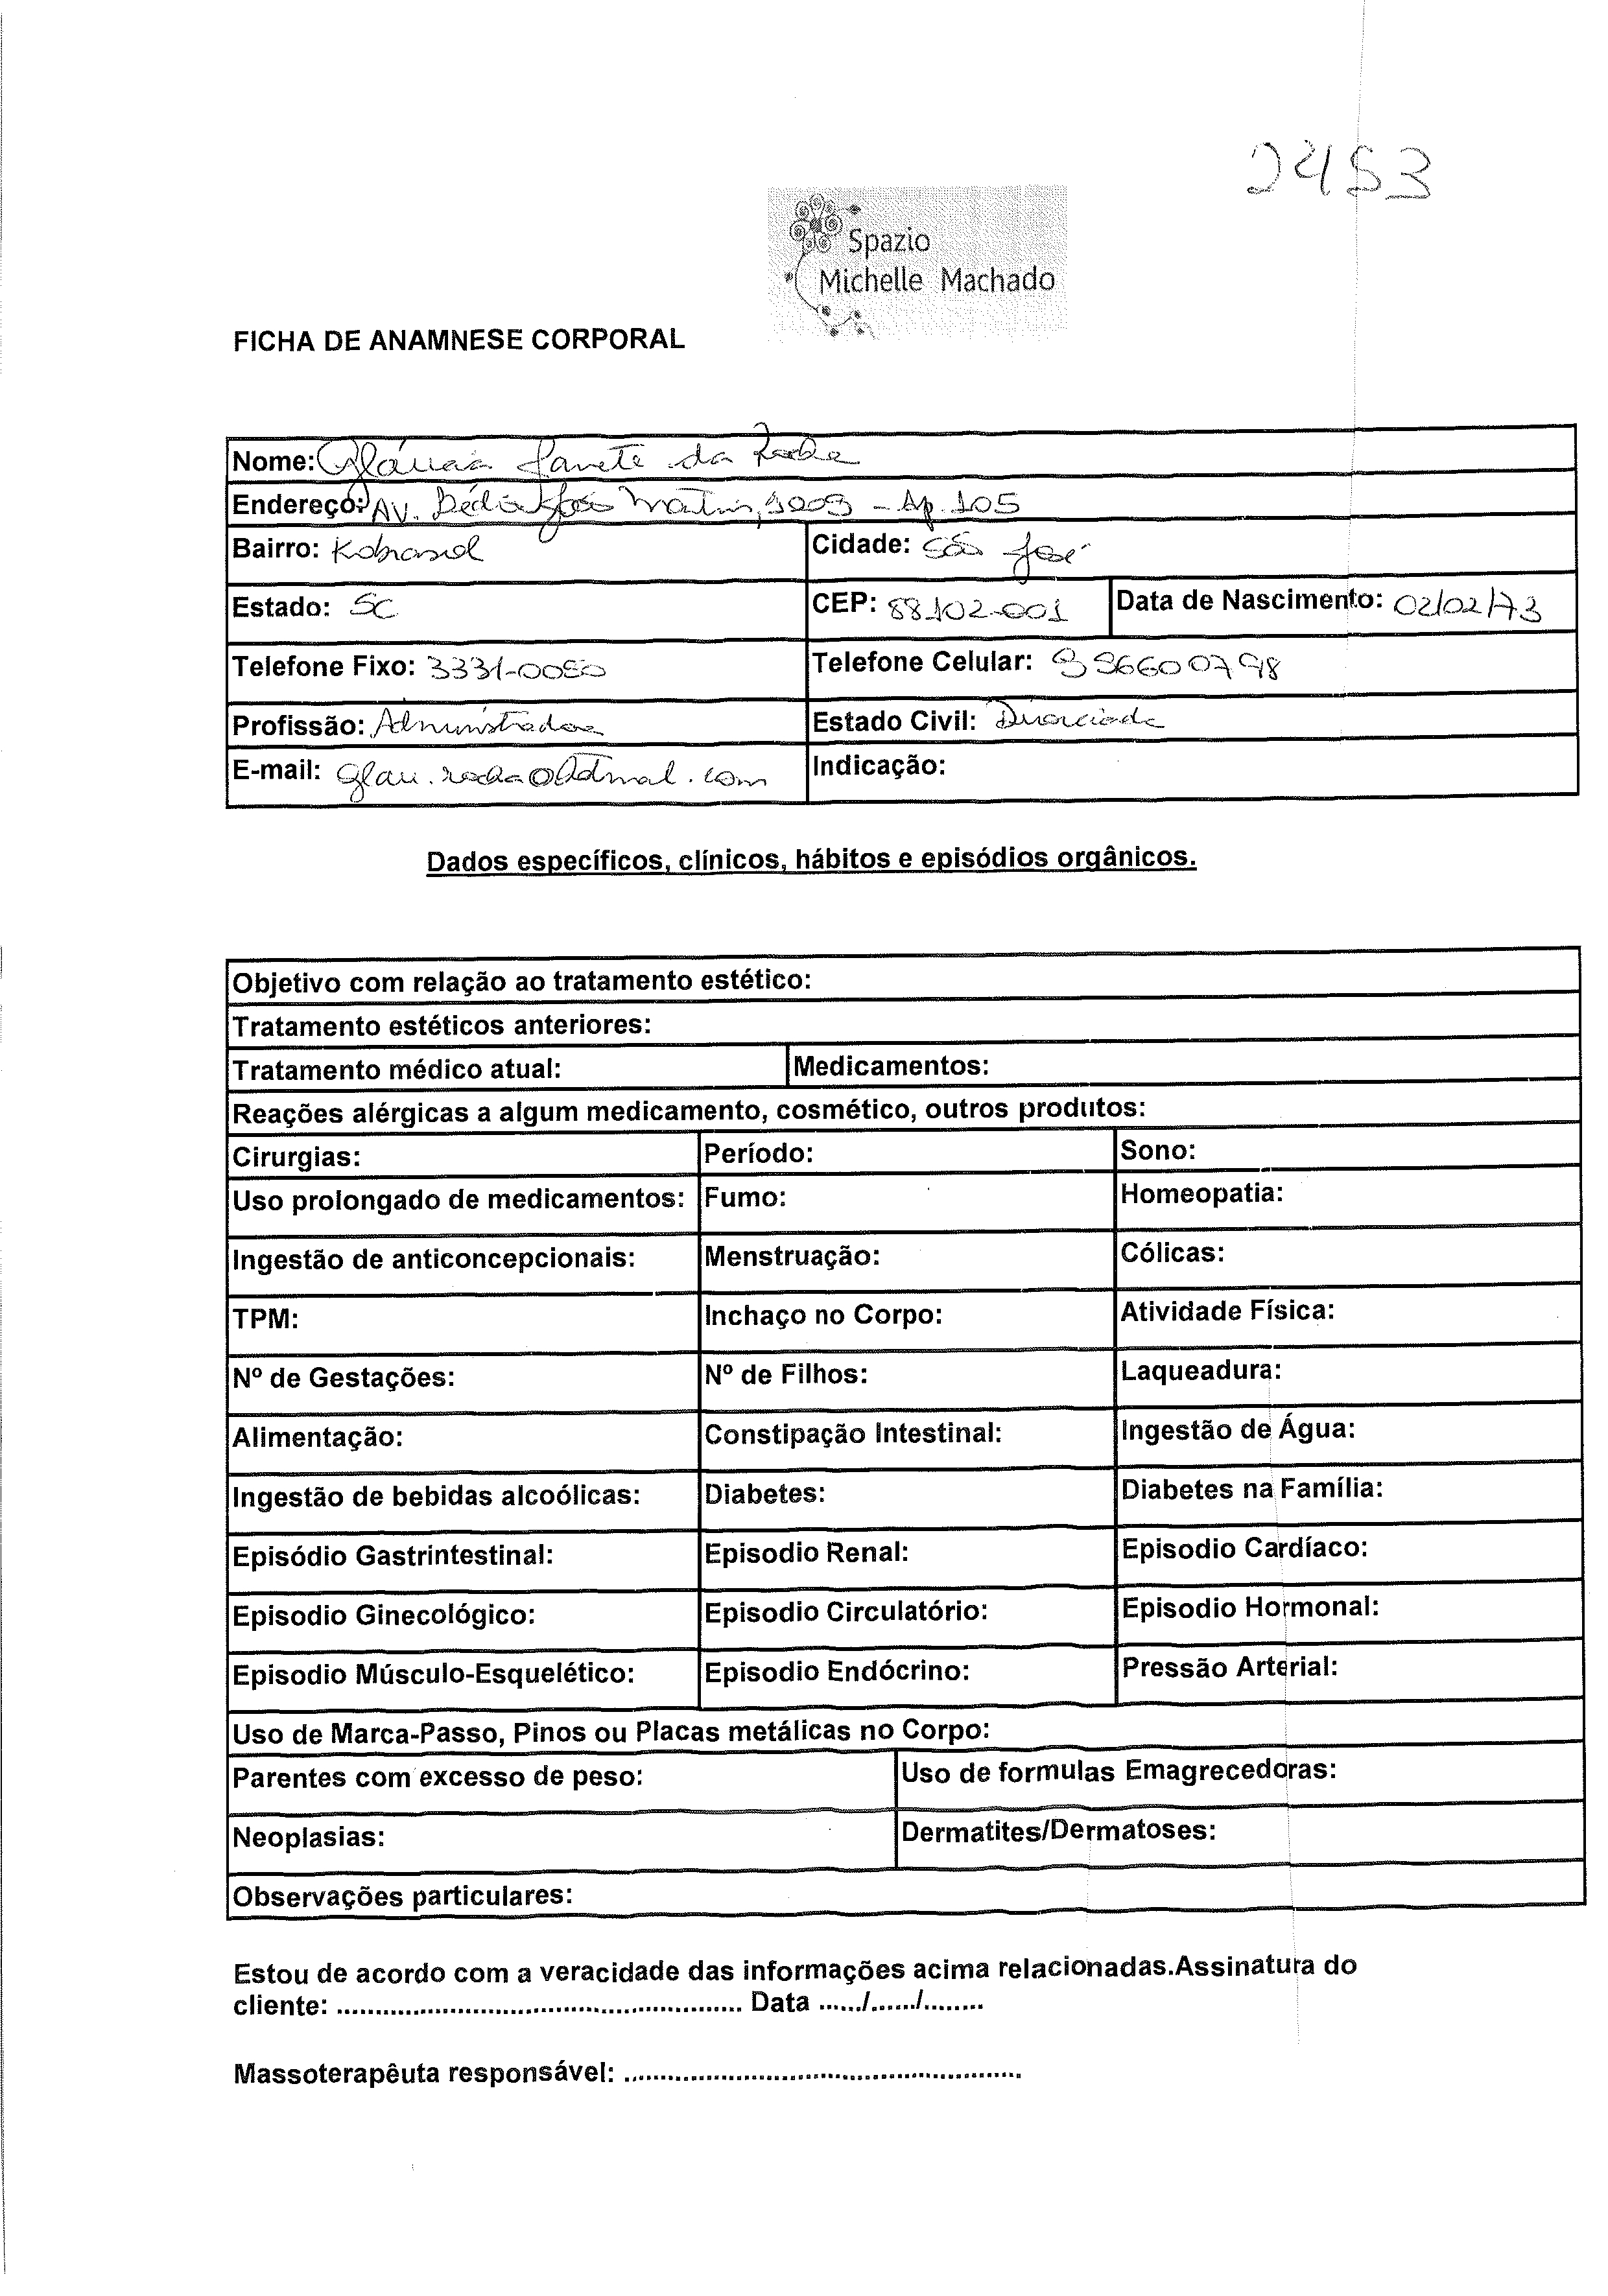 2453
Spazio
Michelle Machado
FICHA DE ANAMNESE CORPORAL
Nome: Gláucia Janete da Rocha
Endereço: Av. Lédio João Martins, 1003 - Ap. 105
Bairro: Kobrasol Cidade: São José
Estado: SC CEP: 88102-001 Data de Nascimento: 02/02/73
Telefone Fixo: 3331-0080 Telefone Celular: 996600798
Profissão: Administradora Estado Civil: Divorciada
E-mail: glau.rocha@hotmail.com Indicação:
Dados específicos, clínicos, hábitos e episódios orgânicos.
Objetivo com relação ao tratamento estético:
Tratamento estéticos anteriores:
Tratamento médico atual: Medicamentos:
Reações alérgicas a algum medicamento, cosmético, outros produtos:
Cirurgias: Período: Sono:
Uso prolongado de medicamentos: Fumo: Homeopatia:
Ingestão de anticoncepcionais: Menstruação: Cólicas:
TPM: Inchaço no Corpo: Atividade Física:
Nº de Gestações: Nº de Filhos: Laqueadura:
Alimentação: Constipação Intestinal: Ingestão de Água:
Ingestão de bebidas alcoólicas: Diabetes: Diabetes na Família:
Episódio Gastrintestinal: Episodio Renal: Episodio Cardíaco:
Episodio Ginecológico: Episodio Circulatório: Episodio Hormonal:
Episodio Músculo-Esquelético: Episodio Endócrino: Pressão Arterial:
Uso de Marca-Passo, Pinos ou Placas metálicas no Corpo:
Parentes com excesso de peso: Uso de formulas Emagrecedoras:
Neoplasias: Dermatites/Dermatoses:
Observações particulares:
Estou de acordo com a veracidade das informações acima relacionadas.Assinatura do
cliente: .................................................... Data ....../....../........
Massoterapêuta responsável: ...................................................